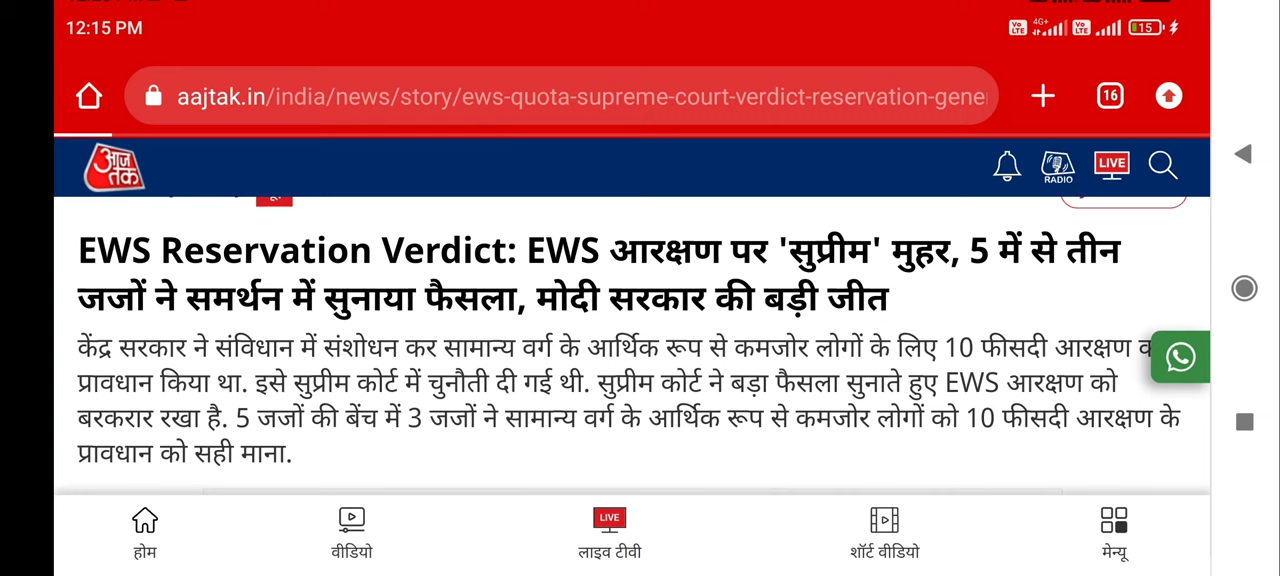 12:15 PM
4G+
15
aajtak.in/india/news/story/ews-quota-supreme-court-verdict-reservation-gene
16
आज तक
RADIO
LIVE
EWS Reservation Verdict: EWS आरक्षण पर 'सुप्रीम' मुहर, 5 में से तीन
जजों ने समर्थन में सुनाया फैसला, मोदी सरकार की बड़ी जीत
केंद्र सरकार ने संविधान में संशोधन कर सामान्य वर्ग के आर्थिक रूप से कमजोर लोगों के लिए 10 फीसदी आरक्षण
प्रावधान किया था. इसे सुप्रीम कोर्ट में चुनौती दी गई थी. सुप्रीम कोर्ट ने बड़ा फैसला सुनाते हुए EWS आरक्षण को
बरकरार रखा है. 5 जजों की बेंच में 3 जजों ने सामान्य वर्ग के आर्थिक रूप से कमजोर लोगों को 10 फीसदी आरक्षण के
प्रावधान को सही माना.
LIVE
होम वीडियो लाइव टीवी शॉर्ट वीडियो मेन्यू